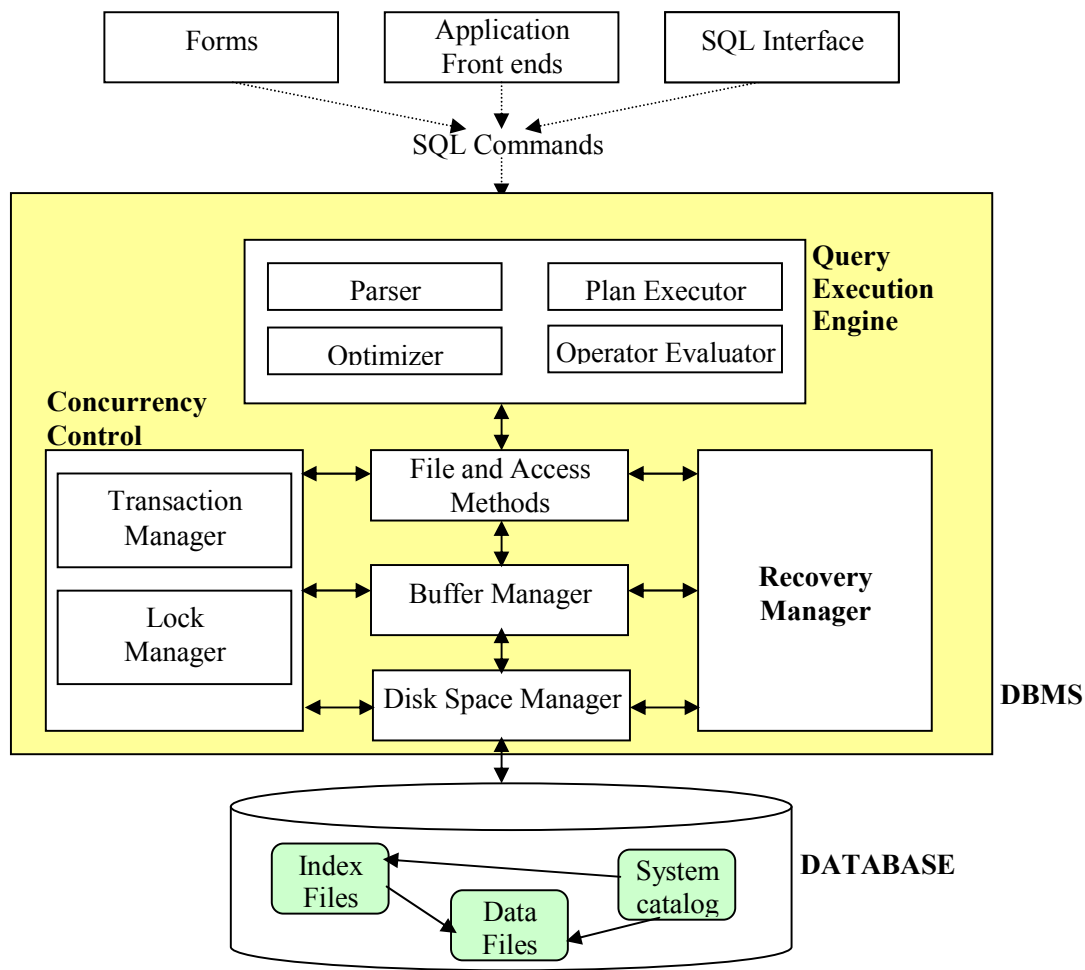 Forms
Application
Front ends
SQL Interface
SQL Commands
Query
Execution
Engine
Parser
Plan Executor
Optimizer
Operator Evaluator
Concurrency
Control
Transaction
Manager
Lock
Manager
File and Access
Methods
Buffer Manager
Disk Space Manager
Recovery
Manager
DBMS
DATABASE
Index
Files
Data
Files
System
catalog